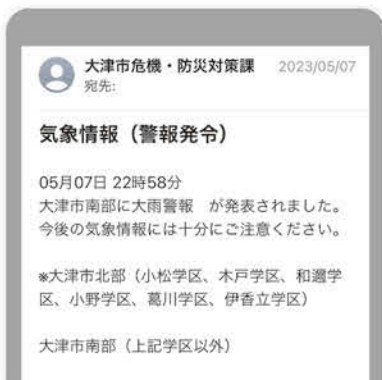 大津市危機・防災対策課 2023/05/07
宛先:
気象情報（警報発令）
05月07日 22時58分
大津市南部に大雨警報　が発表されました。
今後の気象情報には十分にご注意ください。
※大津市北部（小松学区、木戸学区、和邇学
区、小野学区、葛川学区、伊香立学区）
大津市南部（上記学区以外）